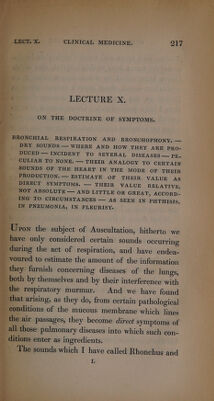 LECT. X. CLINICAL MEDICINE. 217
LECTURE X.
ON THE DOCTRINE OF SYMPTOMS.
BRONCHIAL RESPIRATION AND BRONCHOPHONY. —
DRY SOUNDS — WHERE AND HOW THEY ARE PRO-
DUCED — INCIDENT TO SEVERAL DISEASES — PE-
CULIAR TO NONE. — THEIR ANALOGY TO CERTAIN
SOUNDS OF THE HEART IN THE MODE OF THEIR
PRODUCTION. — ESTIMATE OF THEIR VALUE AS
DIRECT SYMPTOMS. — THEIR VALUE RELATIVE,
NOT ABSOLUTE — AND LITTLE OR GREAT, ACCORD-
ING TO CIRCUMSTANCES — AS SEEN IN PHTHISIS,
IN PNEUMONIA, IN PLEURISY.
UPON the subject of Auscultation, hitherto we
have only considered certain sounds occurring
during the act of respiration, and have endea-
voured to estimate the amount of the information
they furnish concerning diseases of the lungs,
both by themselves and by their interference with
the respiratory murmur. And we have found
that arising, as they do, from certain pathological
conditions of the mucous membrane which lines
the air passages, they become direct symptoms of
all those pulmonary diseases into which such con-
ditions enter as ingredients.
The sounds which I have called Rhonchus and
L